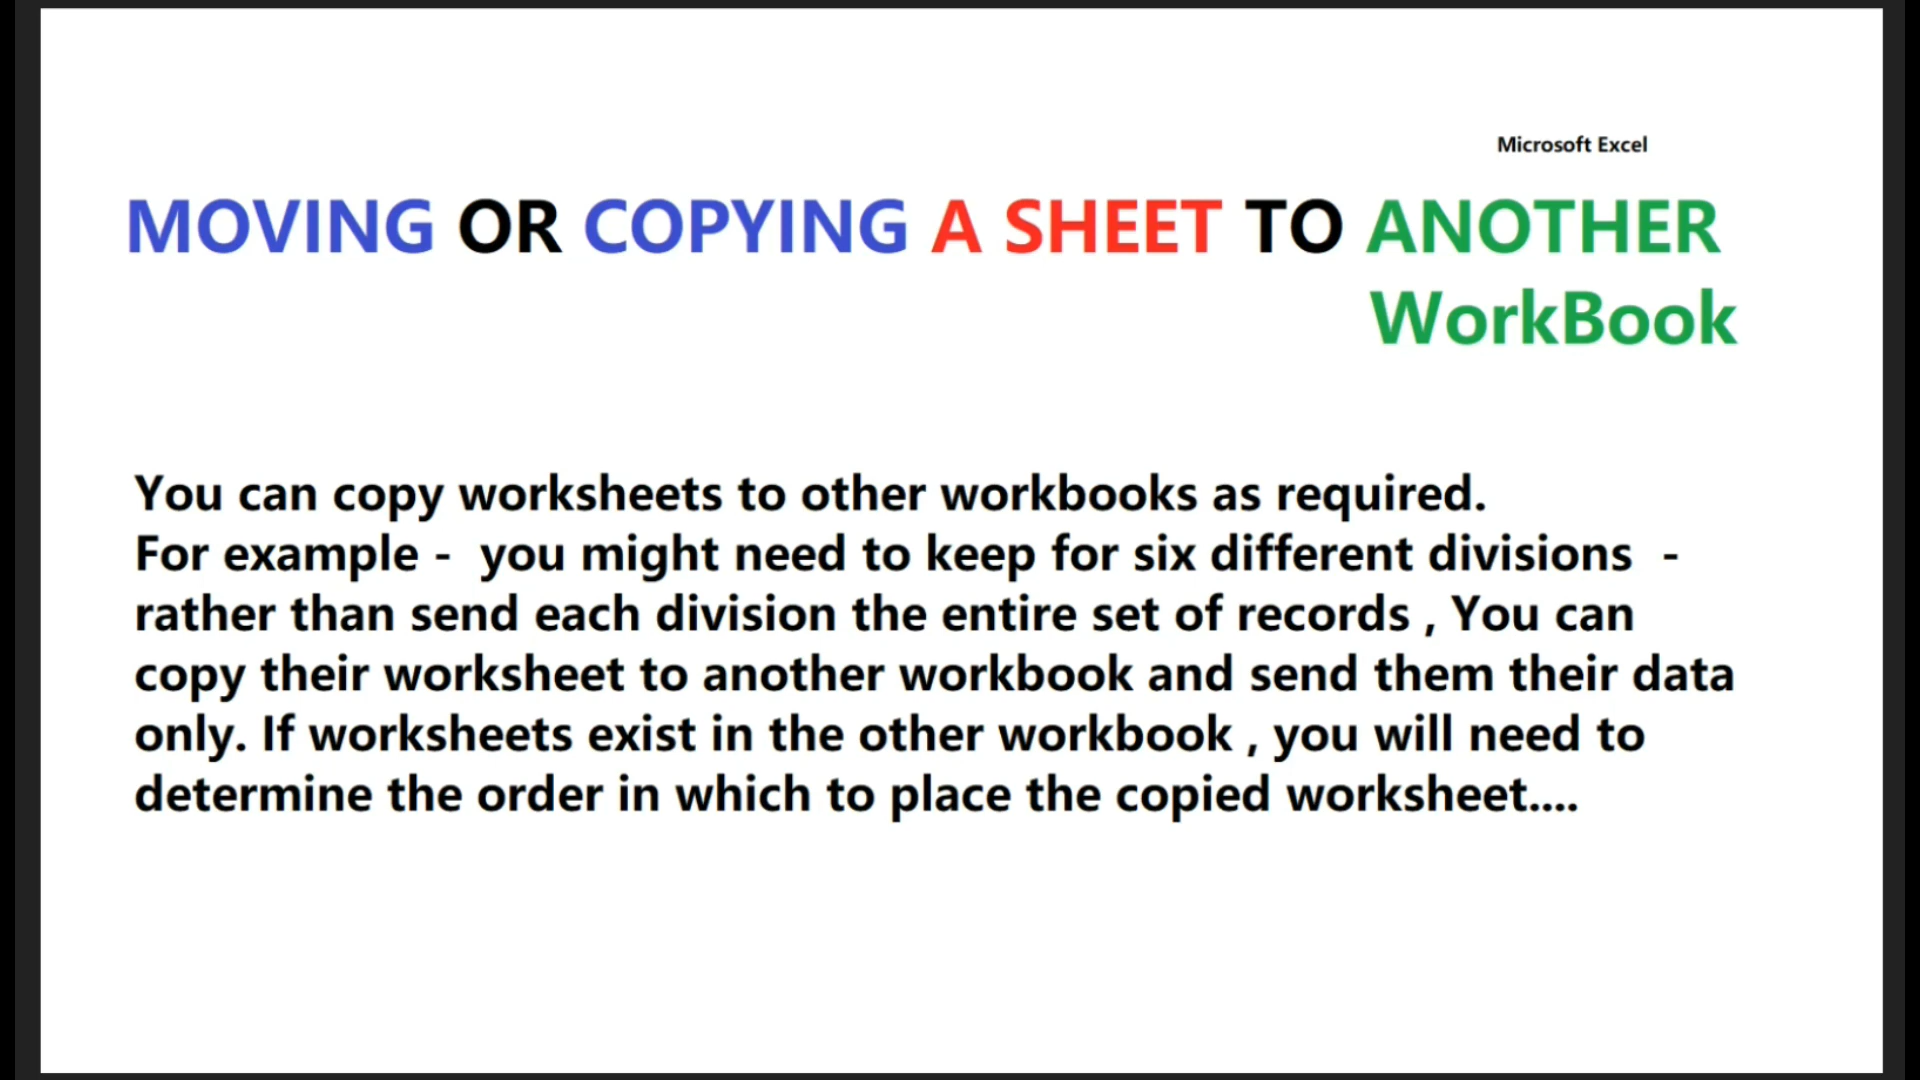 Microsoft Excel
MOVING OR COPYING A SHEET TO ANOTHER
WorkBook
You can copy worksheets to other workbooks as required.
For example -  you might need to keep for six different divisions  -
rather than send each division the entire set of records , You can
copy their worksheet to another workbook and send them their data
only. If worksheets exist in the other workbook , you will need to
determine the order in which to place the copied worksheet....